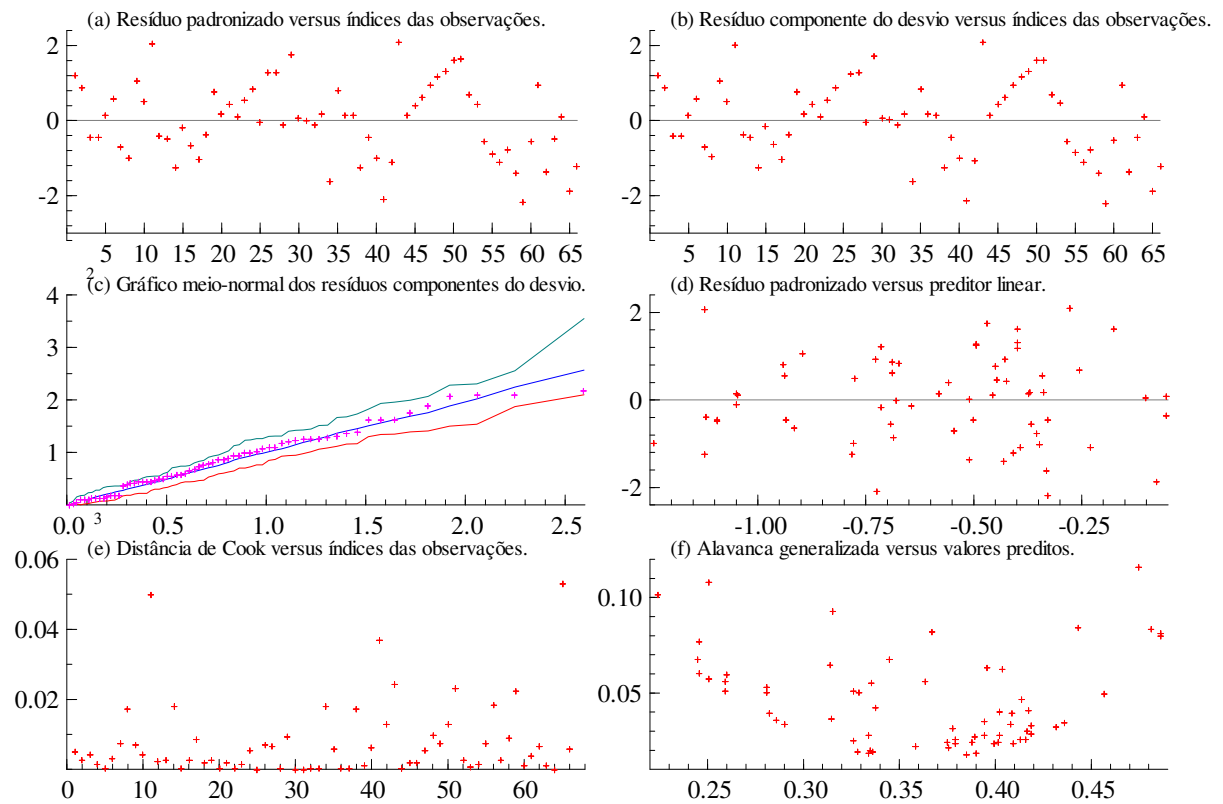 (a) Resíduo padronizado versus índices das observações.
(b) Resíduo componente do desvio versus índices das observações.
2
0
-2
5 10 15 20 25 30 35 40 45 50 55 60 65
2
0
-2
5 10 15 20 25 30 35 40 45 50 55 60 65
2
(c) Gráfico meio-normal dos resíduos componentes do desvio.
(d) Resíduo padronizado versus preditor linear.
4
3
2
1
0.0 0.5 1.0 1.5 2.0 2.5
3
2
0
-2
-1.00 -0.75 -0.50 -0.25
(e) Distância de Cook versus índices das observações.
(f) Alavanca generalizada versus valores preditos.
0.06
0.04
0.02
0 10 20 30 40 50 60
0.10
0.05
0.25 0.30 0.35 0.40 0.45